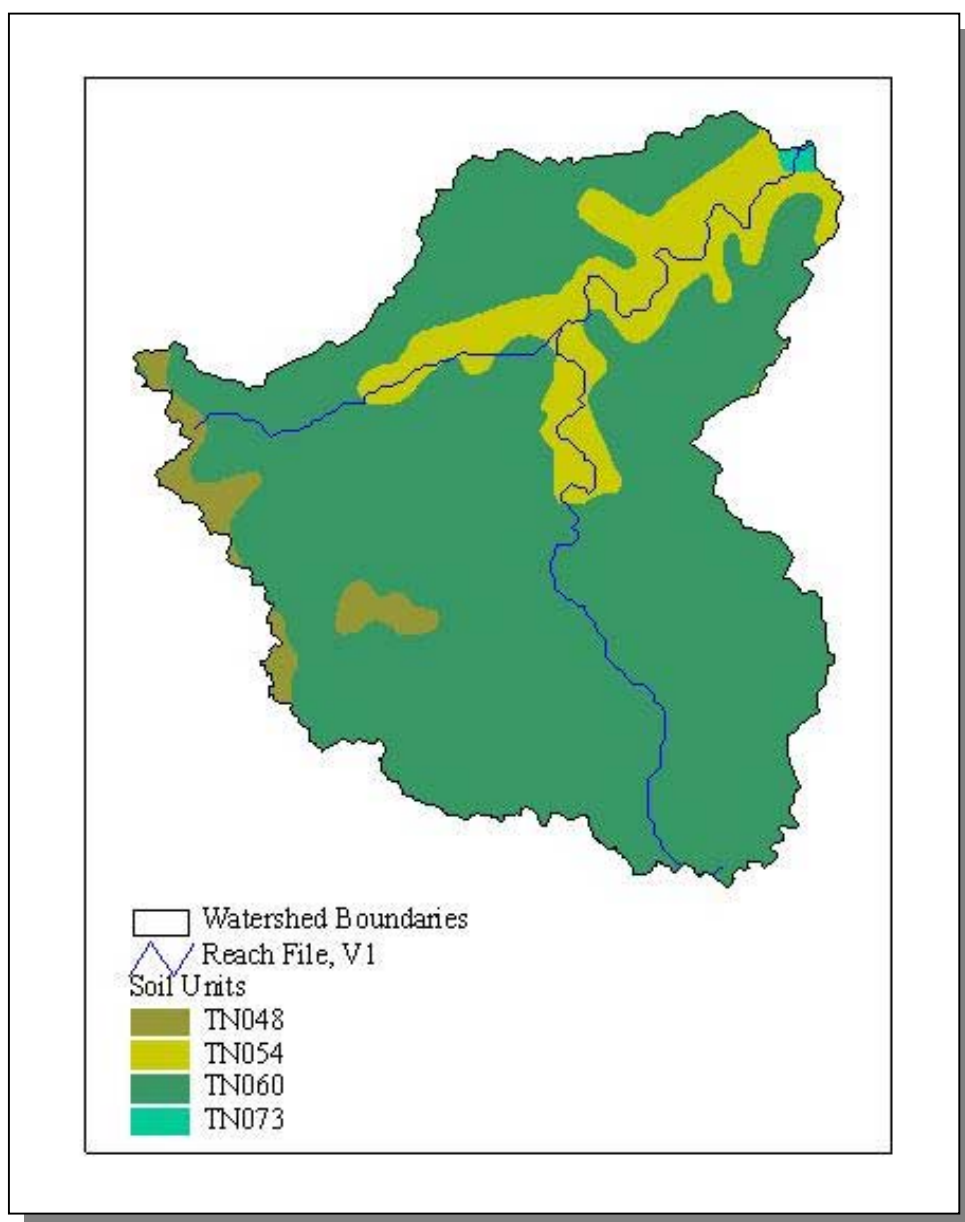 Watershed Boundaries
Reach File, V1
Soil Units
TN048
TN054
TN060
TN073